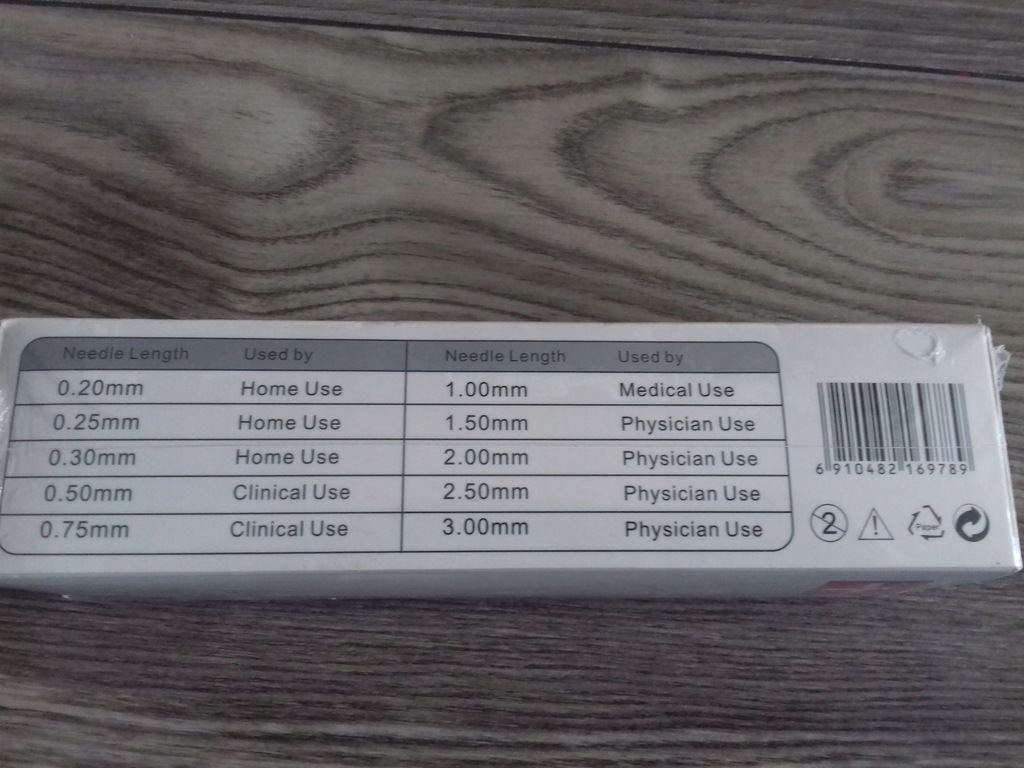 Needle Length Used by Needle Length Used by
0.20mm Home Use 1.00mm Medical Use
0.25mm Home Use 1.50mm Physician Use
0.30mm Home Use 2.00mm Physician Use
0.50mm Clinical Use 2.50mm Physician Use
0.75mm Clinical Use 3.00mm Physician Use
6 910482 169789
2 ! Paper